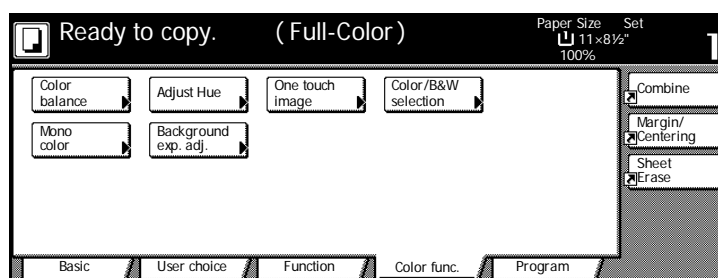 Ready to copy. (Full-Color)
Paper Size Set
11×8½"
100%
Color balance
Adjust Hue
One touch image
Color/B&W selection
Mono color
Background exp. adj.
Combine
Margin/
Centering
Sheet
Erase
Basic User choice Function Color func. Program